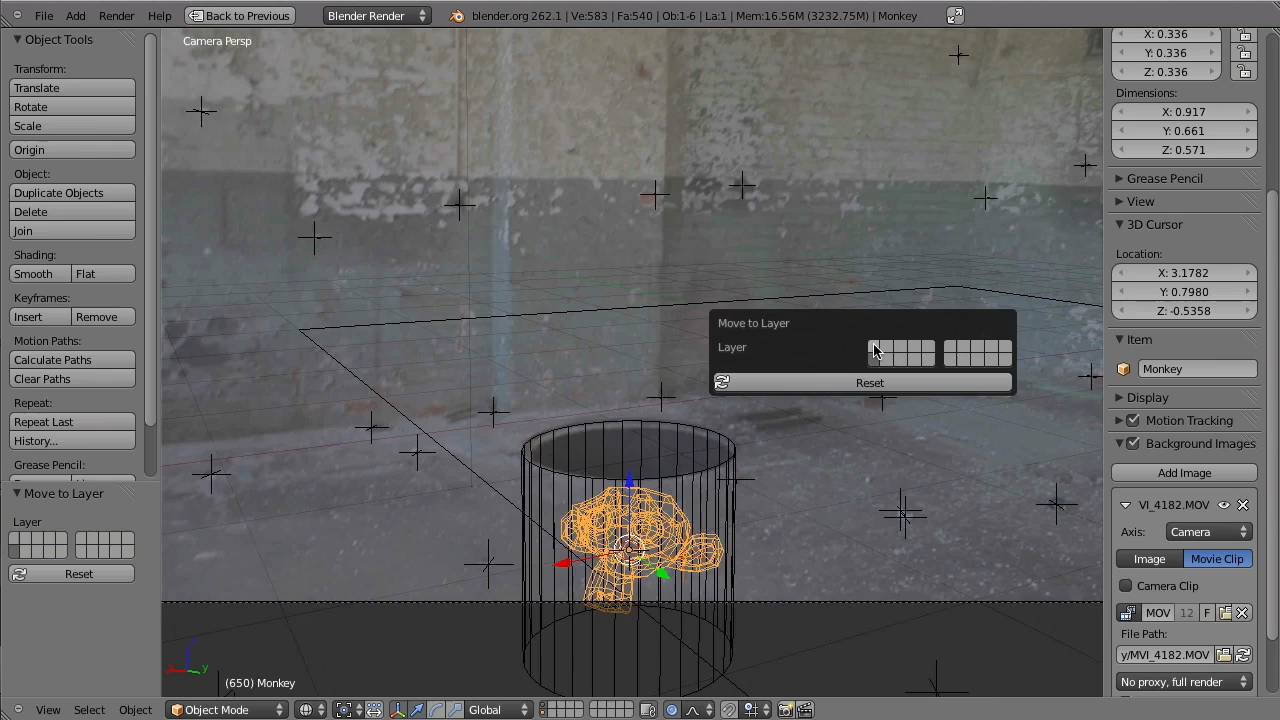 File Add Render Help Back to Previous Blender Render blender.org 262.1 | Ve:583 | Fa:540 | Ob:1-6 | La:1 | Mem:16.56M (3232.75M) | Monkey
Object Tools
Transform:
Translate
Rotate
Scale
Origin
Object:
Duplicate Objects
Delete
Join
Shading:
Smooth Flat
Keyframes:
Insert Remove
Motion Paths:
Calculate Paths
Clear Paths
Repeat:
Repeat Last
History...
Grease Pencil:
Move to Layer
Layer
Reset
Camera Persp
Move to Layer
Layer
Reset
x y
(650) Monkey
X: 0.336
Y: 0.336
Z: 0.336
Dimensions:
X: 0.917
Y: 0.661
Z: 0.571
Grease Pencil
View
3D Cursor
Location:
X: 3.1782
Y: 0.7980
Z: -0.5358
Item
Monkey
Display
Motion Tracking
Background Images
Add Image
VI_4182.MOV
Axis: Camera
Image Movie Clip
Camera Clip
MOV 12 F
File Path:
y/MVI_4182.MOV
No proxy, full render
View Select Object Object Mode Global